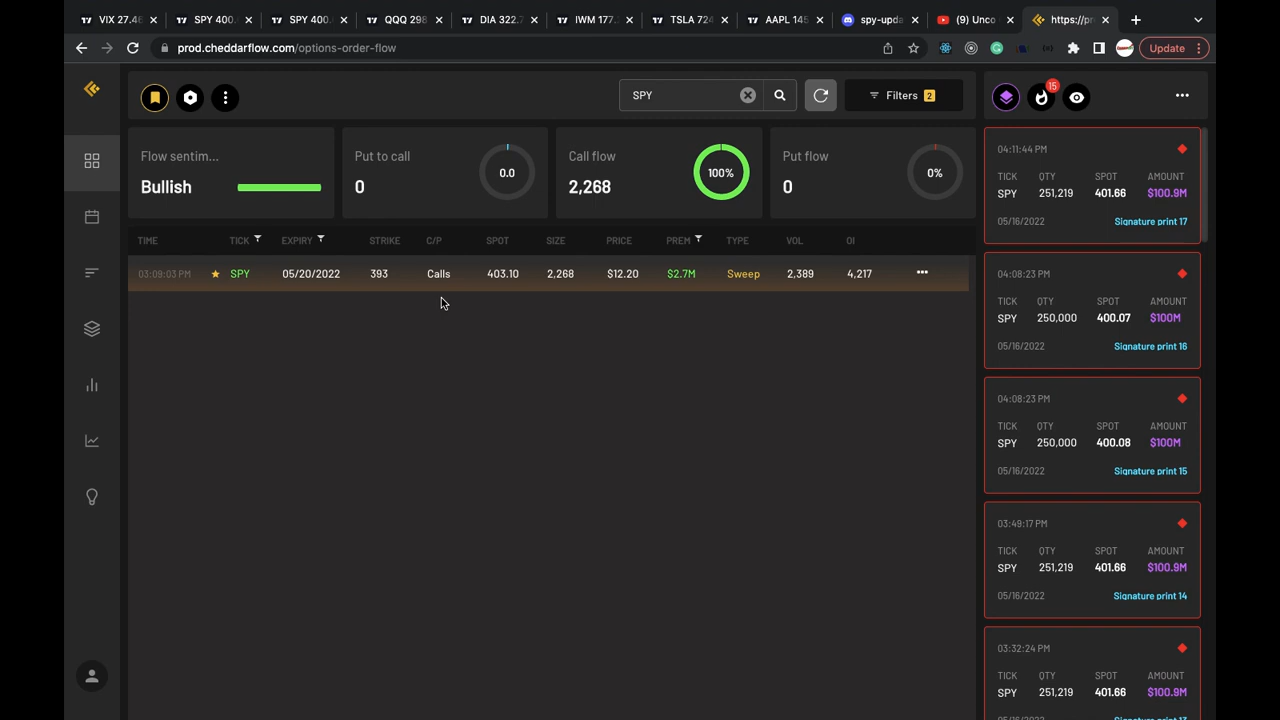 VIX 27.4
SPY 400.
SPY 400.
QQQ 298
DIA 322.7
IWM 177.
TSLA 724
AAPL 145
spy-upda
(9) Unco
https://pr
prod.cheddarflow.com/options-order-flow
Update
SPY
Filters 2
15
Flow sentim...
Bullish
Put to call
0
0.0
Call flow
2,268
100%
Put flow
0
0%
TIME TICK EXPIRY STRIKE C/P SPOT SIZE PRICE PREM TYPE VOL OI
03:09:03 PM SPY 05/20/2022 393 Calls 403.10 2,268 $12.20 $2.7M Sweep 2,389 4,217
04:11:44 PM
TICK QTY SPOT AMOUNT
SPY 251,219 401.66 $100.9M
05/16/2022 Signature print 17
04:08:23 PM
TICK QTY SPOT AMOUNT
SPY 250,000 400.07 $100M
05/16/2022 Signature print 16
04:08:23 PM
TICK QTY SPOT AMOUNT
SPY 250,000 400.08 $100M
05/16/2022 Signature print 15
03:49:17 PM
TICK QTY SPOT AMOUNT
SPY 251,219 401.66 $100.9M
05/16/2022 Signature print 14
03:32:24 PM
TICK QTY SPOT AMOUNT
SPY 251,219 401.66 $100.9M